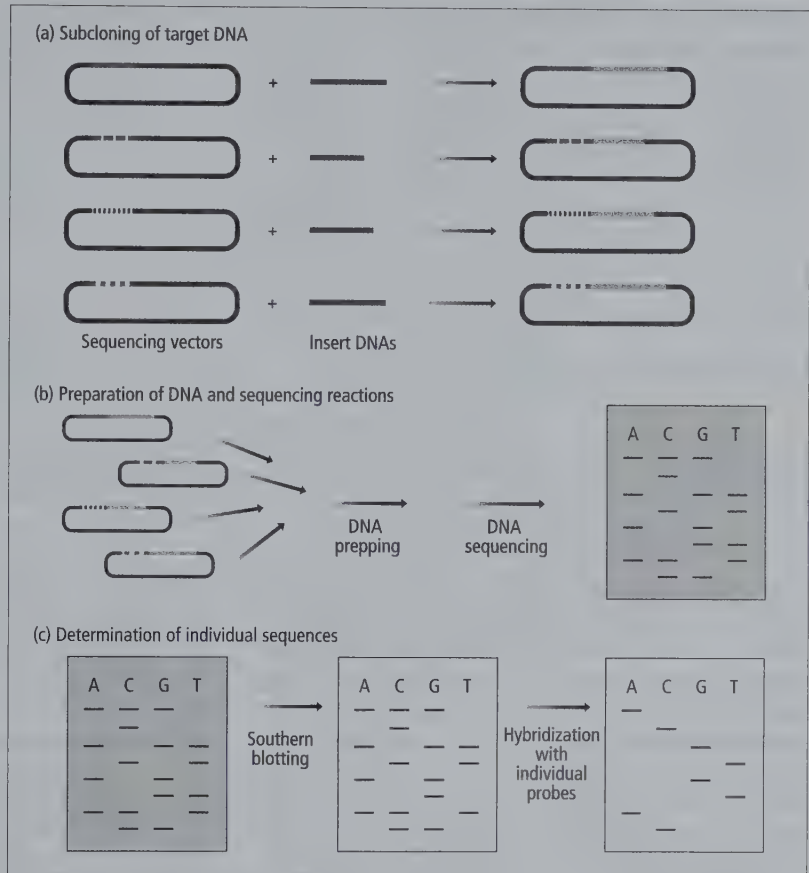 (a) Subcloning of target DNA
+
+
+
+
Sequencing vectors
Insert DNAs
(b) Preparation of DNA and sequencing reactions
A C G T
DNA
prepping
DNA
sequencing
(c) Determination of individual sequences
A C G T
Southern
blotting
A C G T
Hybridization
with
individual
probes
A C G T